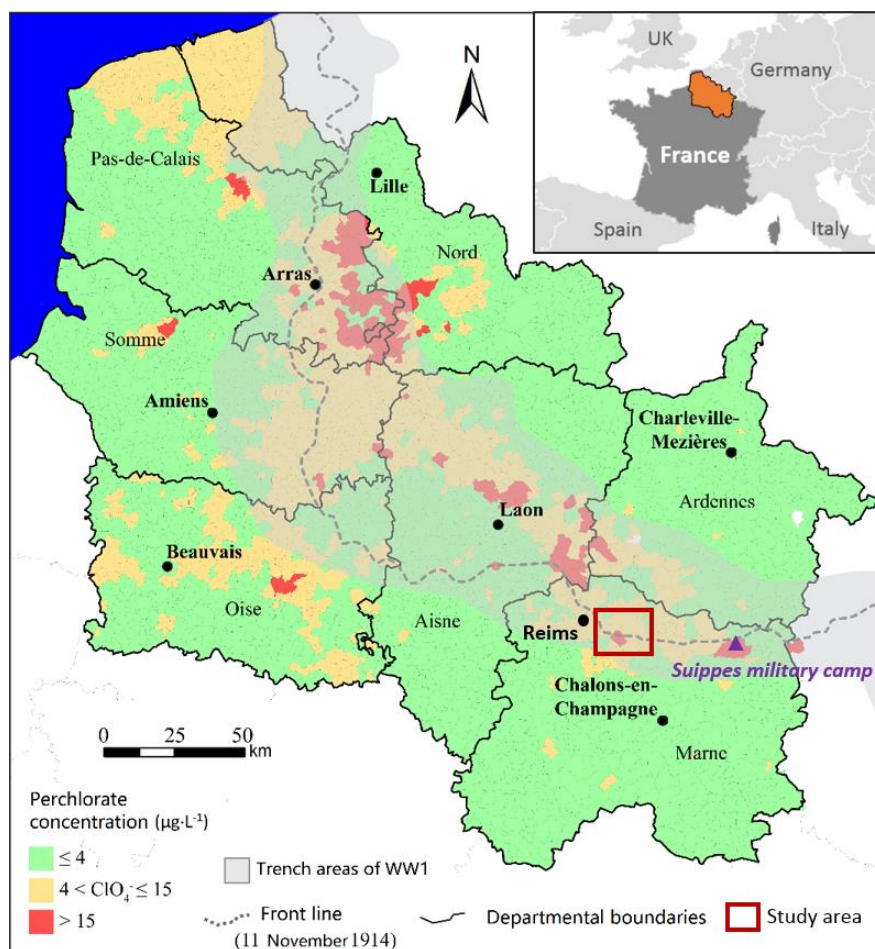 UK
Germany
France
Spain
Italy
N
Pas-de-Calais
Lille
Nord
Arras
Somme
Amiens
Charleville-
Mezières
Ardennes
Laon
Beauvais
Oise
Aisne
Reims
Suippes military camp
Chalons-en-
Champagne
Marne
0 25 50
km
Perchlorate
concentration (µg·L⁻¹)
≤ 4
4 < ClO₄⁻ ≤ 15
> 15
Trench areas of WW1
Front line
(11 November 1914)
Departmental boundaries
Study area